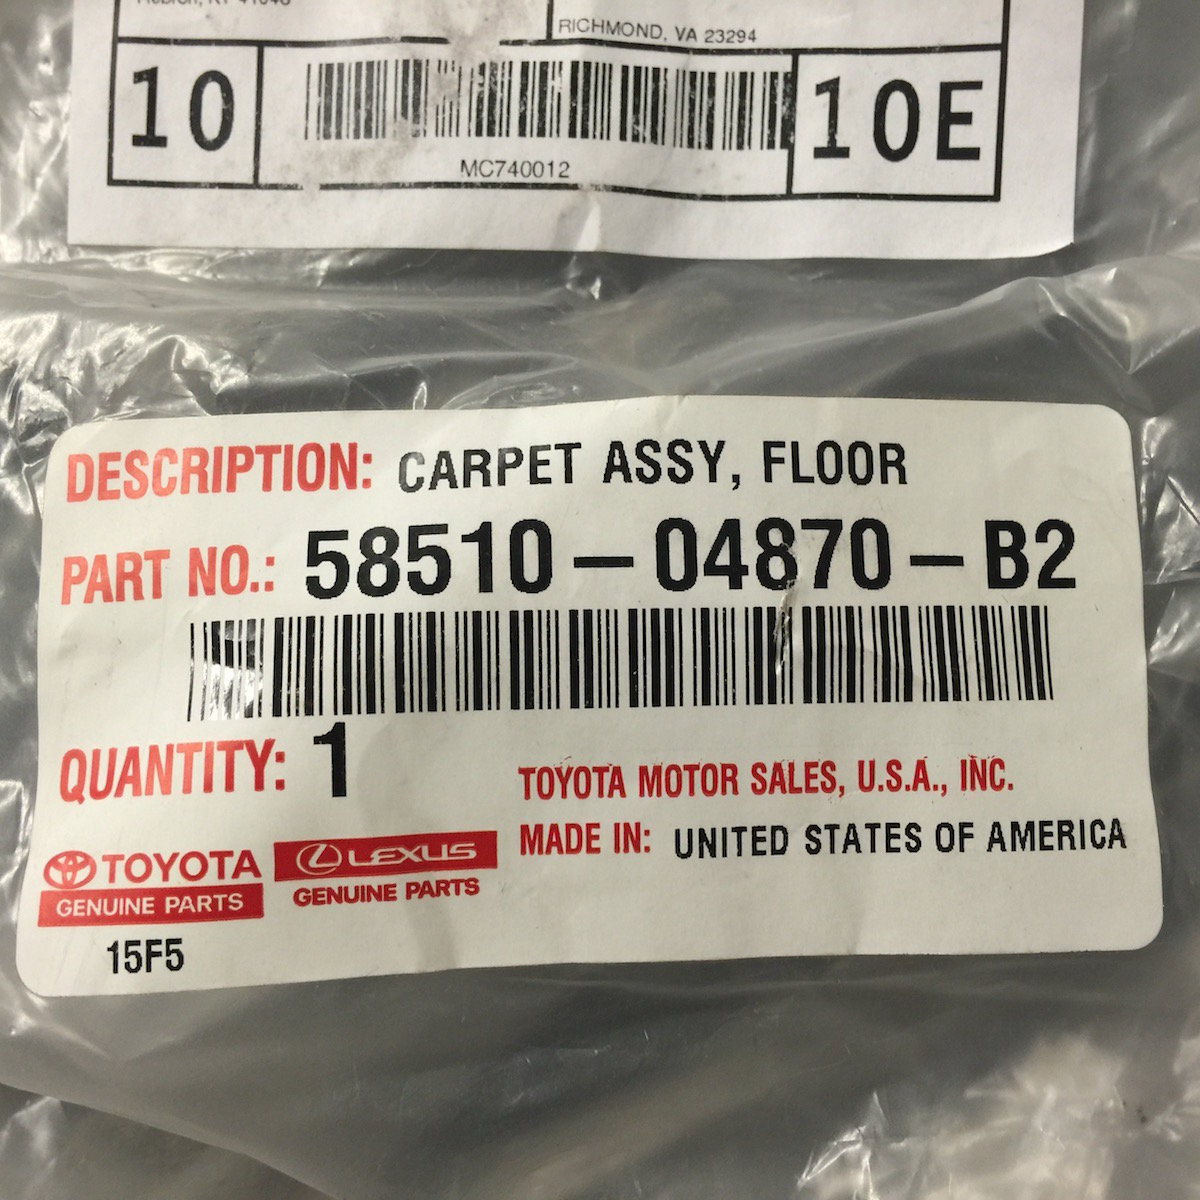 RICHMOND, VA 23294
10
10E
MC740012
DESCRIPTION: CARPET ASSY, FLOOR
PART NO.: 58510-04870-B2
QUANTITY: 1
TOYOTA MOTOR SALES, U.S.A., INC.
MADE IN: UNITED STATES OF AMERICA
TOYOTA
GENUINE PARTS
LEXUS
GENUINE PARTS
15F5